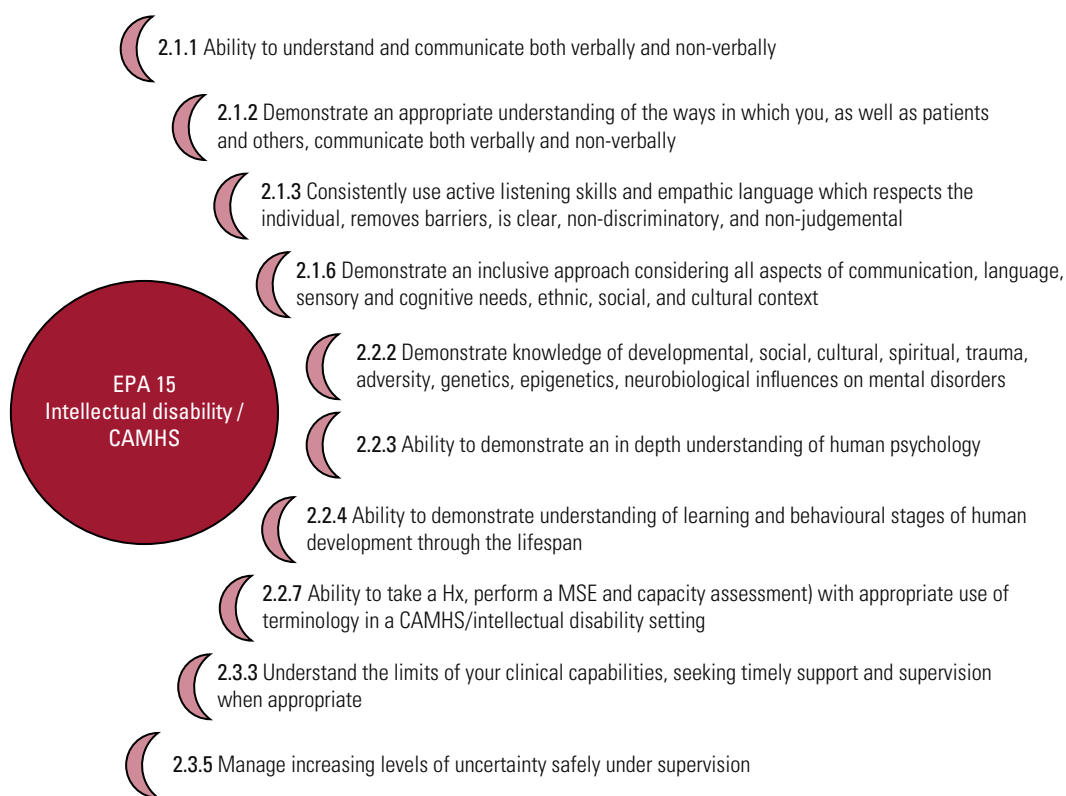 2.1.1 Ability to understand and communicate both verbally and non-verbally
2.1.2 Demonstrate an appropriate understanding of the ways in which you, as well as patients
and others, communicate both verbally and non-verbally
2.1.3 Consistently use active listening skills and empathic language which respects the
individual, removes barriers, is clear, non-discriminatory, and non-judgemental
2.1.6 Demonstrate an inclusive approach considering all aspects of communication, language,
sensory and cognitive needs, ethnic, social, and cultural context
EPA 15
Intellectual disability /
CAMHS
2.2.2 Demonstrate knowledge of developmental, social, cultural, spiritual, trauma,
adversity, genetics, epigenetics, neurobiological influences on mental disorders
2.2.3 Ability to demonstrate an in depth understanding of human psychology
2.2.4 Ability to demonstrate understanding of learning and behavioural stages of human
development through the lifespan
2.2.7 Ability to take a Hx, perform a MSE and capacity assessment) with appropriate use of
terminology in a CAMHS/intellectual disability setting
2.3.3 Understand the limits of your clinical capabilities, seeking timely support and supervision
when appropriate
2.3.5 Manage increasing levels of uncertainty safely under supervision